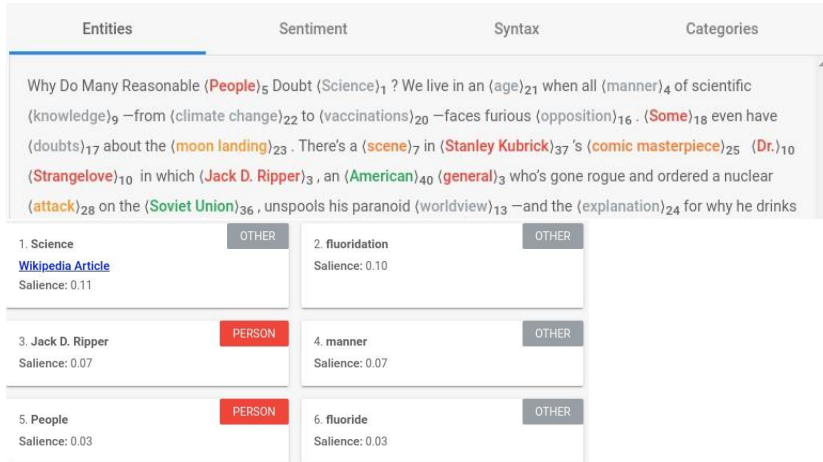 Entities Sentiment Syntax Categories
Why Do Many Reasonable ⟨People⟩5 Doubt ⟨Science⟩1 ? We live in an ⟨age⟩21 when all ⟨manner⟩4 of scientific
⟨knowledge⟩9 —from ⟨climate change⟩22 to ⟨vaccinations⟩20 —faces furious ⟨opposition⟩16 . ⟨Some⟩18 even have
⟨doubts⟩17 about the ⟨moon landing⟩23 . There's a ⟨scene⟩7 in ⟨Stanley Kubrick⟩37 's ⟨comic masterpiece⟩25 ⟨Dr.⟩10
⟨Strangelove⟩10 in which ⟨Jack D. Ripper⟩3 , an ⟨American⟩40 ⟨general⟩3 who's gone rogue and ordered a nuclear
⟨attack⟩28 on the ⟨Soviet Union⟩36 , unspools his paranoid ⟨worldview⟩13 —and the ⟨explanation⟩24 for why he drinks
1. Science OTHER
Wikipedia Article
Salience: 0.11
2. fluoridation OTHER
Salience: 0.10
3. Jack D. Ripper PERSON
Salience: 0.07
4. manner OTHER
Salience: 0.07
5. People PERSON
Salience: 0.03
6. fluoride OTHER
Salience: 0.03